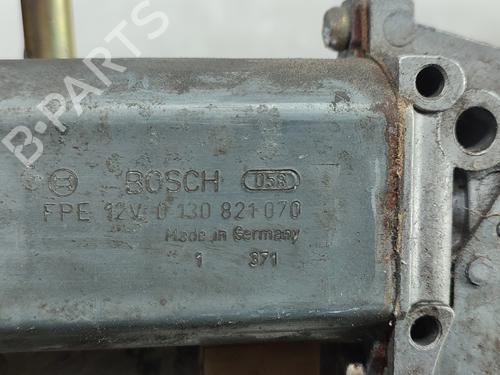 B-PARTS
BOSCH 058
FPE 12V 0 130 821 070
Made in Germany
1 371